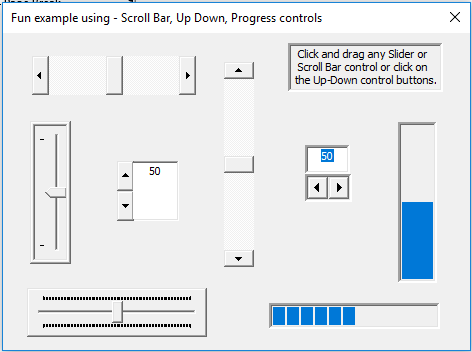 Fun example using - Scroll Bar, Up Down, Progress controls
Click and drag any Slider or
Scroll Bar control or click on
the Up-Down control buttons.
50
50